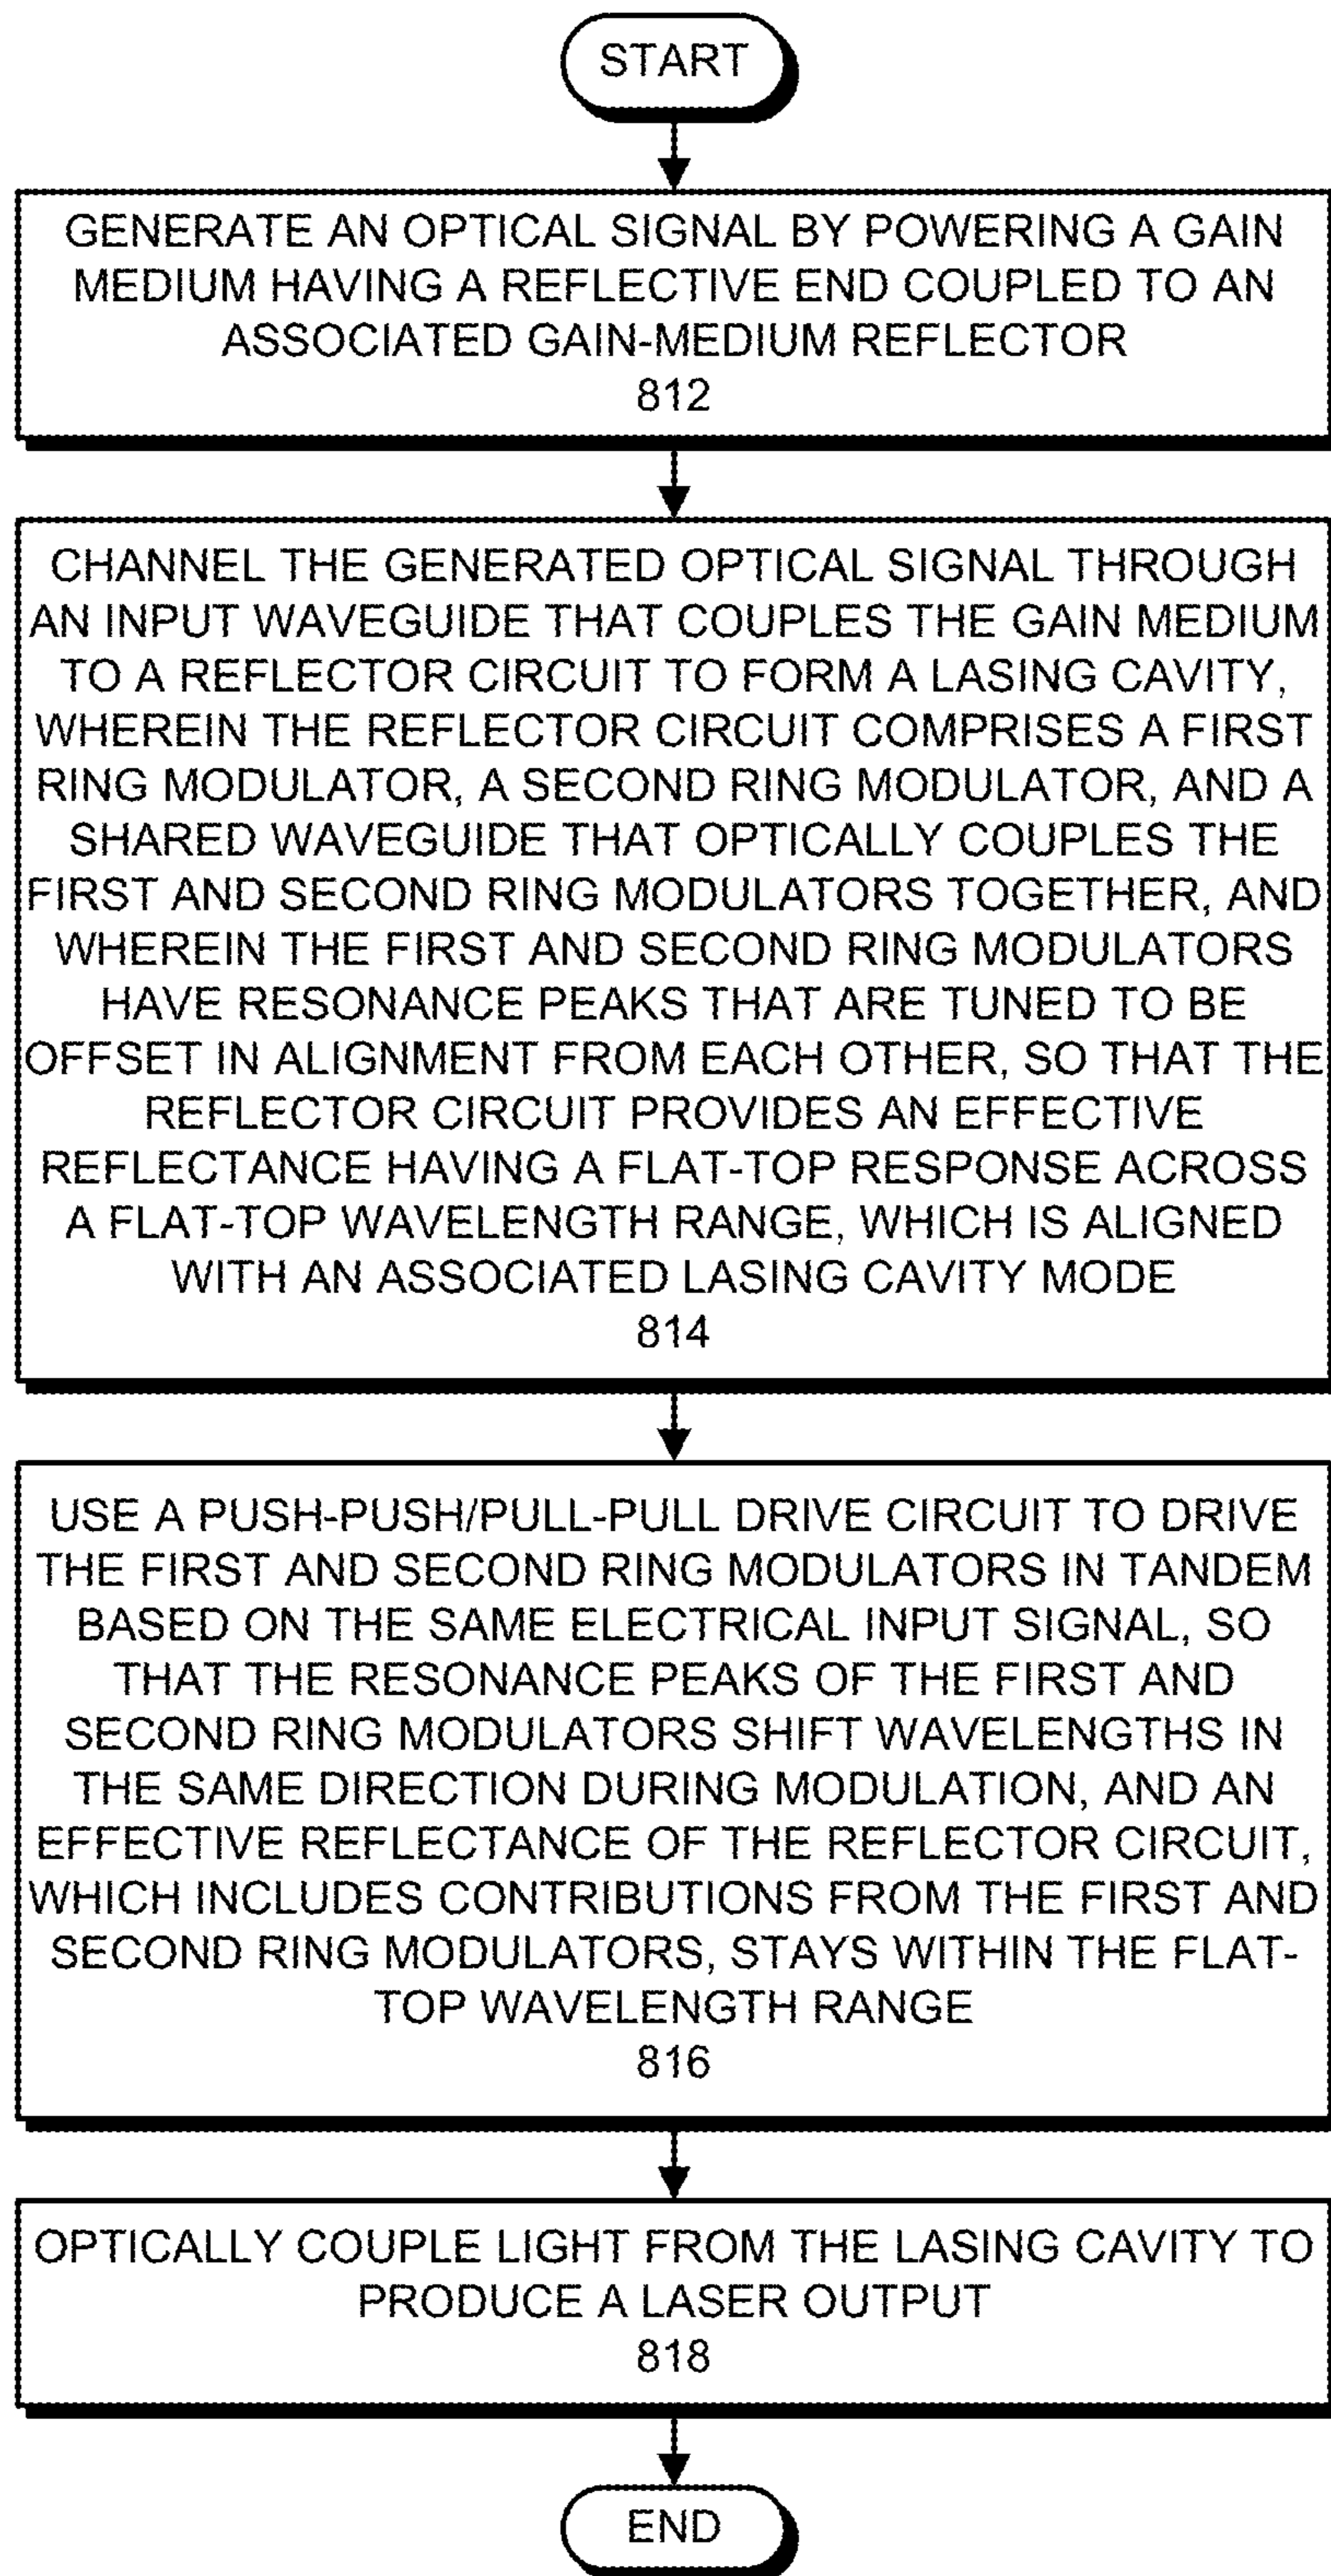 START
GENERATE AN OPTICAL SIGNAL BY POWERING A GAIN
MEDIUM HAVING A REFLECTIVE END COUPLED TO AN
ASSOCIATED GAIN-MEDIUM REFLECTOR
812
CHANNEL THE GENERATED OPTICAL SIGNAL THROUGH
AN INPUT WAVEGUIDE THAT COUPLES THE GAIN MEDIUM
TO A REFLECTOR CIRCUIT TO FORM A LASING CAVITY,
WHEREIN THE REFLECTOR CIRCUIT COMPRISES A FIRST
RING MODULATOR, A SECOND RING MODULATOR, AND A
SHARED WAVEGUIDE THAT OPTICALLY COUPLES THE
FIRST AND SECOND RING MODULATORS TOGETHER, AND
WHEREIN THE FIRST AND SECOND RING MODULATORS
HAVE RESONANCE PEAKS THAT ARE TUNED TO BE
OFFSET IN ALIGNMENT FROM EACH OTHER, SO THAT THE
REFLECTOR CIRCUIT PROVIDES AN EFFECTIVE
REFLECTANCE HAVING A FLAT-TOP RESPONSE ACROSS
A FLAT-TOP WAVELENGTH RANGE, WHICH IS ALIGNED
WITH AN ASSOCIATED LASING CAVITY MODE
814
USE A PUSH-PUSH/PULL-PULL DRIVE CIRCUIT TO DRIVE
THE FIRST AND SECOND RING MODULATORS IN TANDEM
BASED ON THE SAME ELECTRICAL INPUT SIGNAL, SO
THAT THE RESONANCE PEAKS OF THE FIRST AND
SECOND RING MODULATORS SHIFT WAVELENGTHS IN
THE SAME DIRECTION DURING MODULATION, AND AN
EFFECTIVE REFLECTANCE OF THE REFLECTOR CIRCUIT,
WHICH INCLUDES CONTRIBUTIONS FROM THE FIRST AND
SECOND RING MODULATORS, STAYS WITHIN THE FLAT-
TOP WAVELENGTH RANGE
816
OPTICALLY COUPLE LIGHT FROM THE LASING CAVITY TO
PRODUCE A LASER OUTPUT
818
END